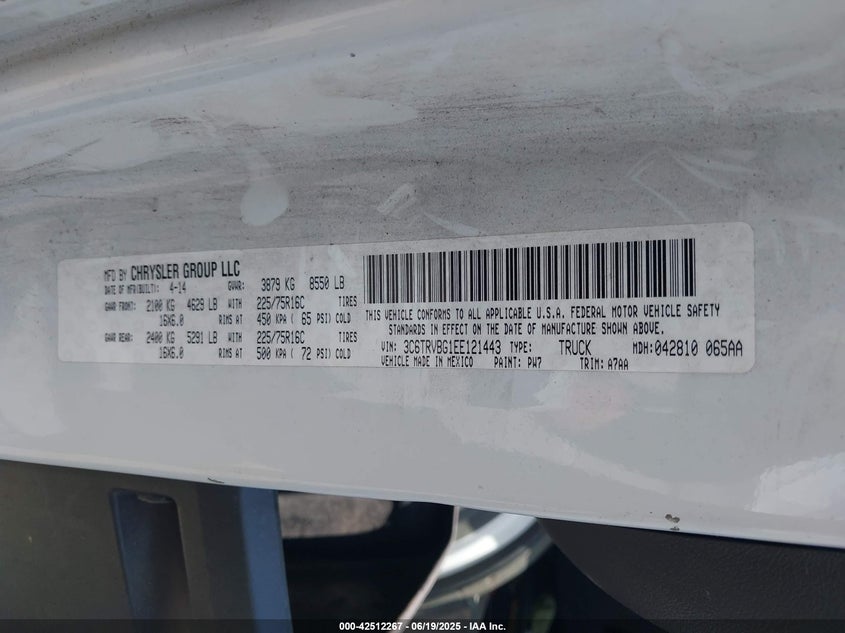 MFD BY CHRYSLER GROUP LLC
DATE OF MFR(BUILT): 4-14 GVWR: 3879 KG 8550 LB
GAWR FRONT: 2100 KG 4629 LB WITH 225/75R16C TIRES
16X6.0 RIMS AT 450 KPA ( 65 PSI) COLD
GAWR REAR: 2400 KG 5291 LB WITH 225/75R16C TIRES
16X6.0 RIMS AT 500 KPA ( 72 PSI) COLD
THIS VEHICLE CONFORMS TO ALL APPLICABLE U.S.A. FEDERAL MOTOR VEHICLE SAFETY
STANDARDS IN EFFECT ON THE DATE OF MANUFACTURE SHOWN ABOVE.
VIN: 3C6TRVBG1EE121443 TYPE: TRUCK MDH: 042810 065AA
VEHICLE MADE IN MEXICO PAINT: PW7 TRIM: A7AA
000-42512267 - 06/19/2025 - IAA Inc.